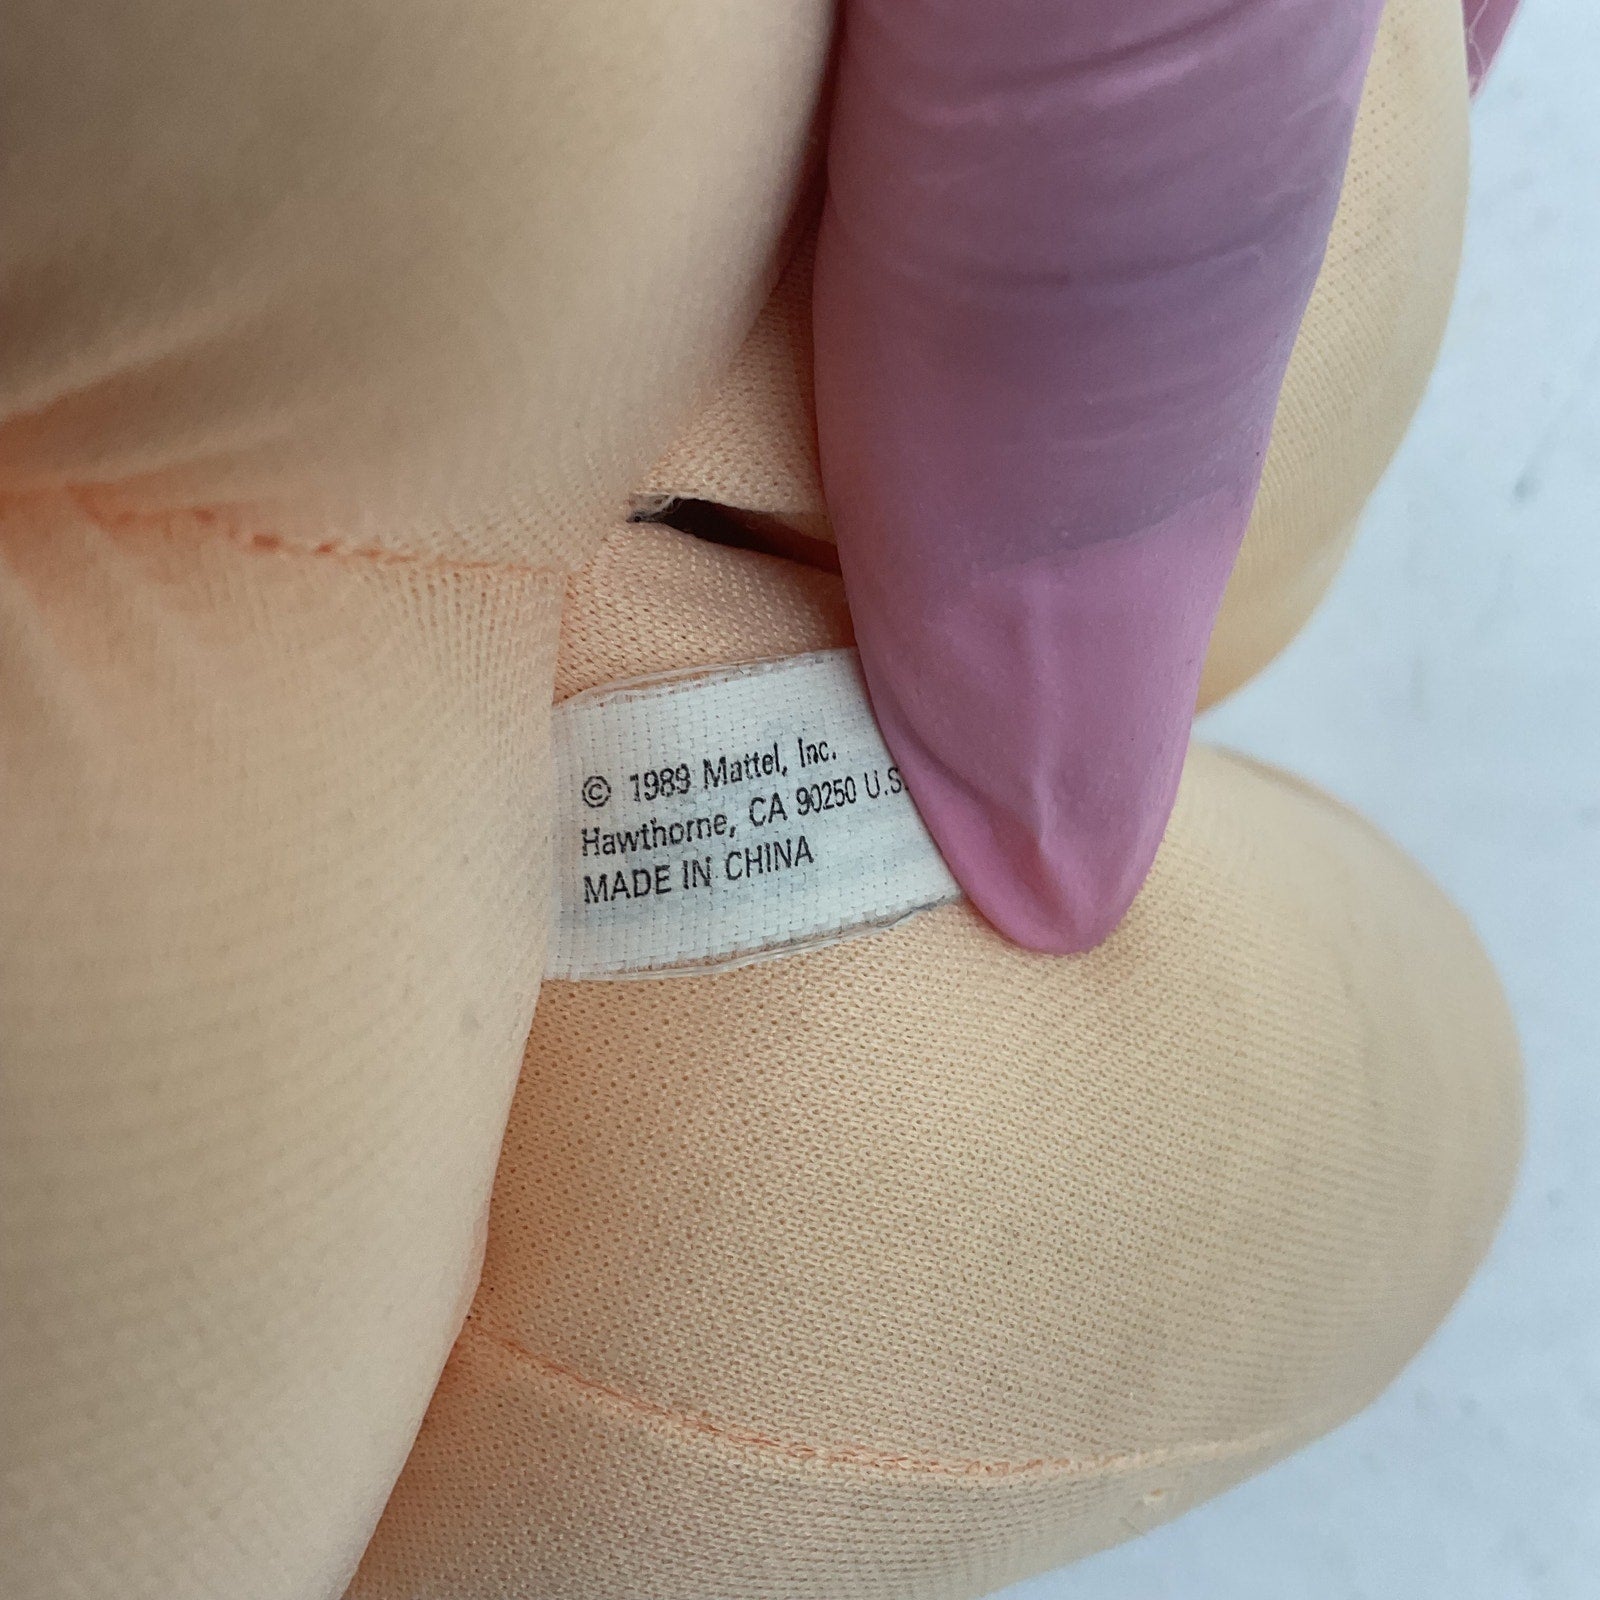 © 1989 Mattel, Inc.
Hawthorne, CA 90250 U.S.
MADE IN CHINA